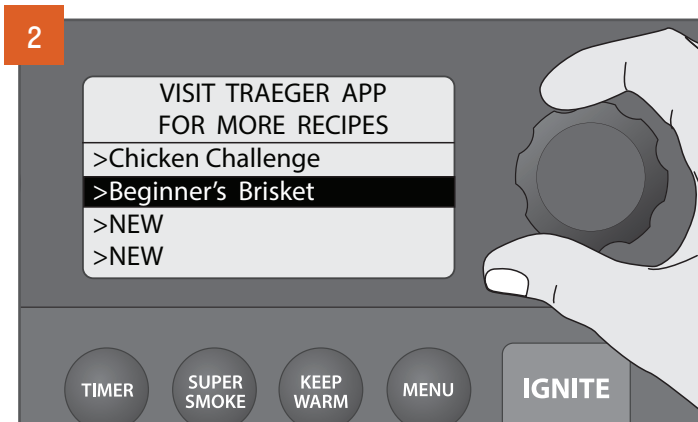 2
VISIT TRAEGER APP
FOR MORE RECIPES
>Chicken Challenge
>Beginner's Brisket
>NEW
>NEW
TIMER
SUPER
SMOKE
KEEP
WARM
MENU
IGNITE